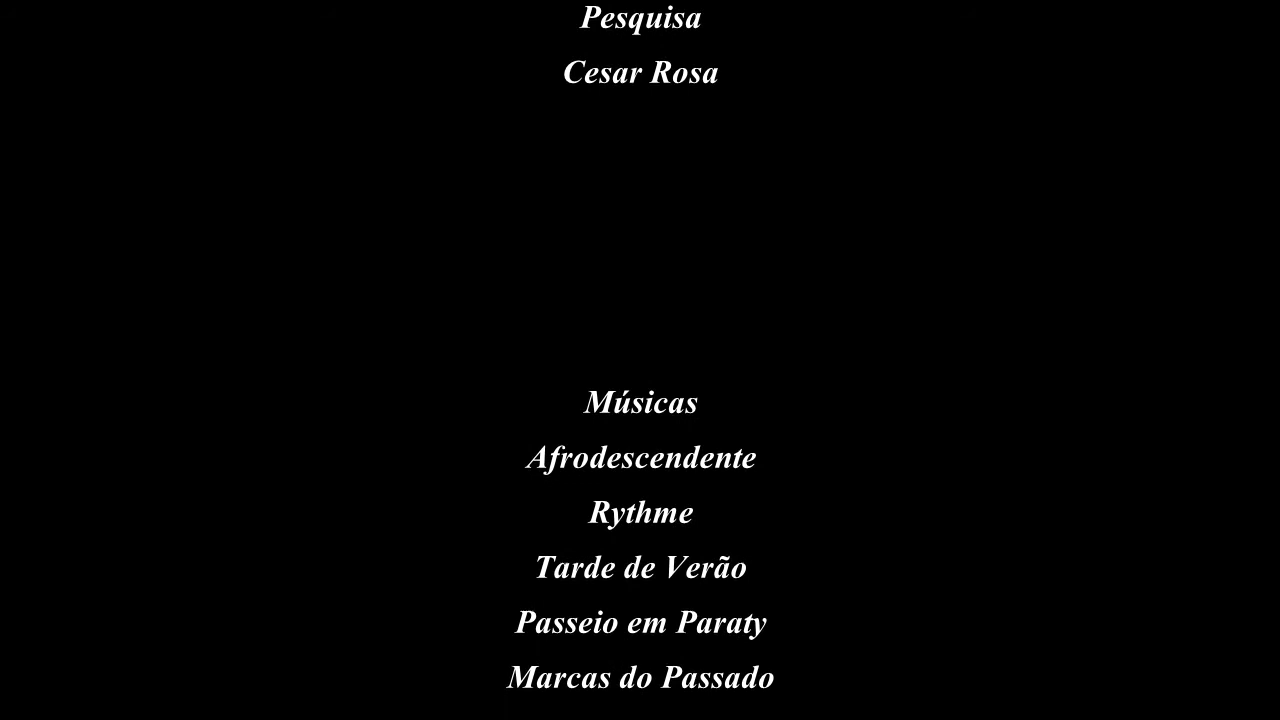 Pesquisa
Cesar Rosa
Músicas
Afrodescendente
Rythme
Tarde de Verão
Passeio em Paraty
Marcas do Passado